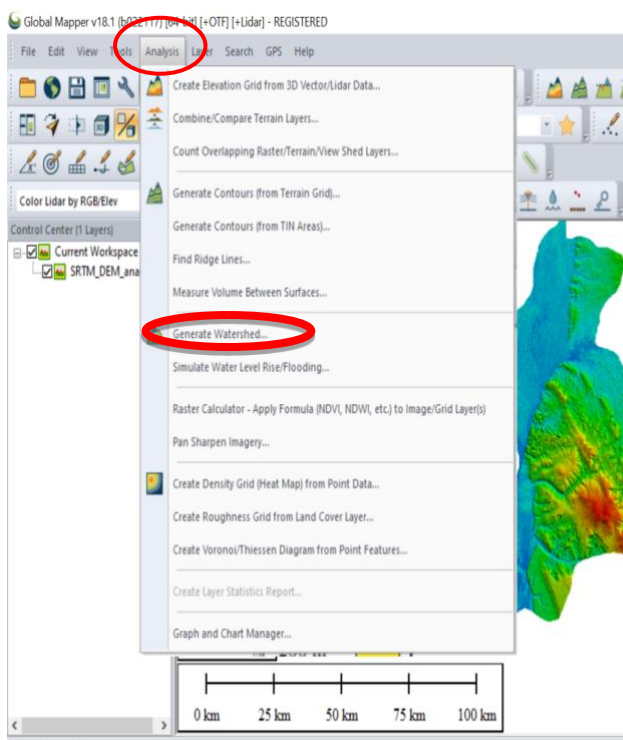 Global Mapper v18.1 (b022117) [64-bit] [+OTF] [+Lidar] - REGISTERED
File Edit View Tools Analysis Layer Search GPS Help
Create Elevation Grid from 3D Vector/Lidar Data...
Combine/Compare Terrain Layers...
Count Overlapping Raster/Terrain/View Shed Layers...
Color Lidar by RGB/Elev
Generate Contours (from Terrain Grid)...
Control Center (1 Layers)
Generate Contours (from TIN Areas)...
Current Workspace
Find Ridge Lines...
SRTM_DEM_ana
Measure Volume Between Surfaces...
Generate Watershed...
Simulate Water Level Rise/Flooding...
Raster Calculator - Apply Formula (NDVI, NDWI, etc.) to Image/Grid Layer(s)
Pan Sharpen Imagery...
Create Density Grid (Heat Map) from Point Data...
Create Roughness Grid from Land Cover Layer...
Create Voronoi/Thiessen Diagram from Point Features...
Create Layer Statistics Report...
Graph and Chart Manager...
0 km 25 km 50 km 75 km 100 km